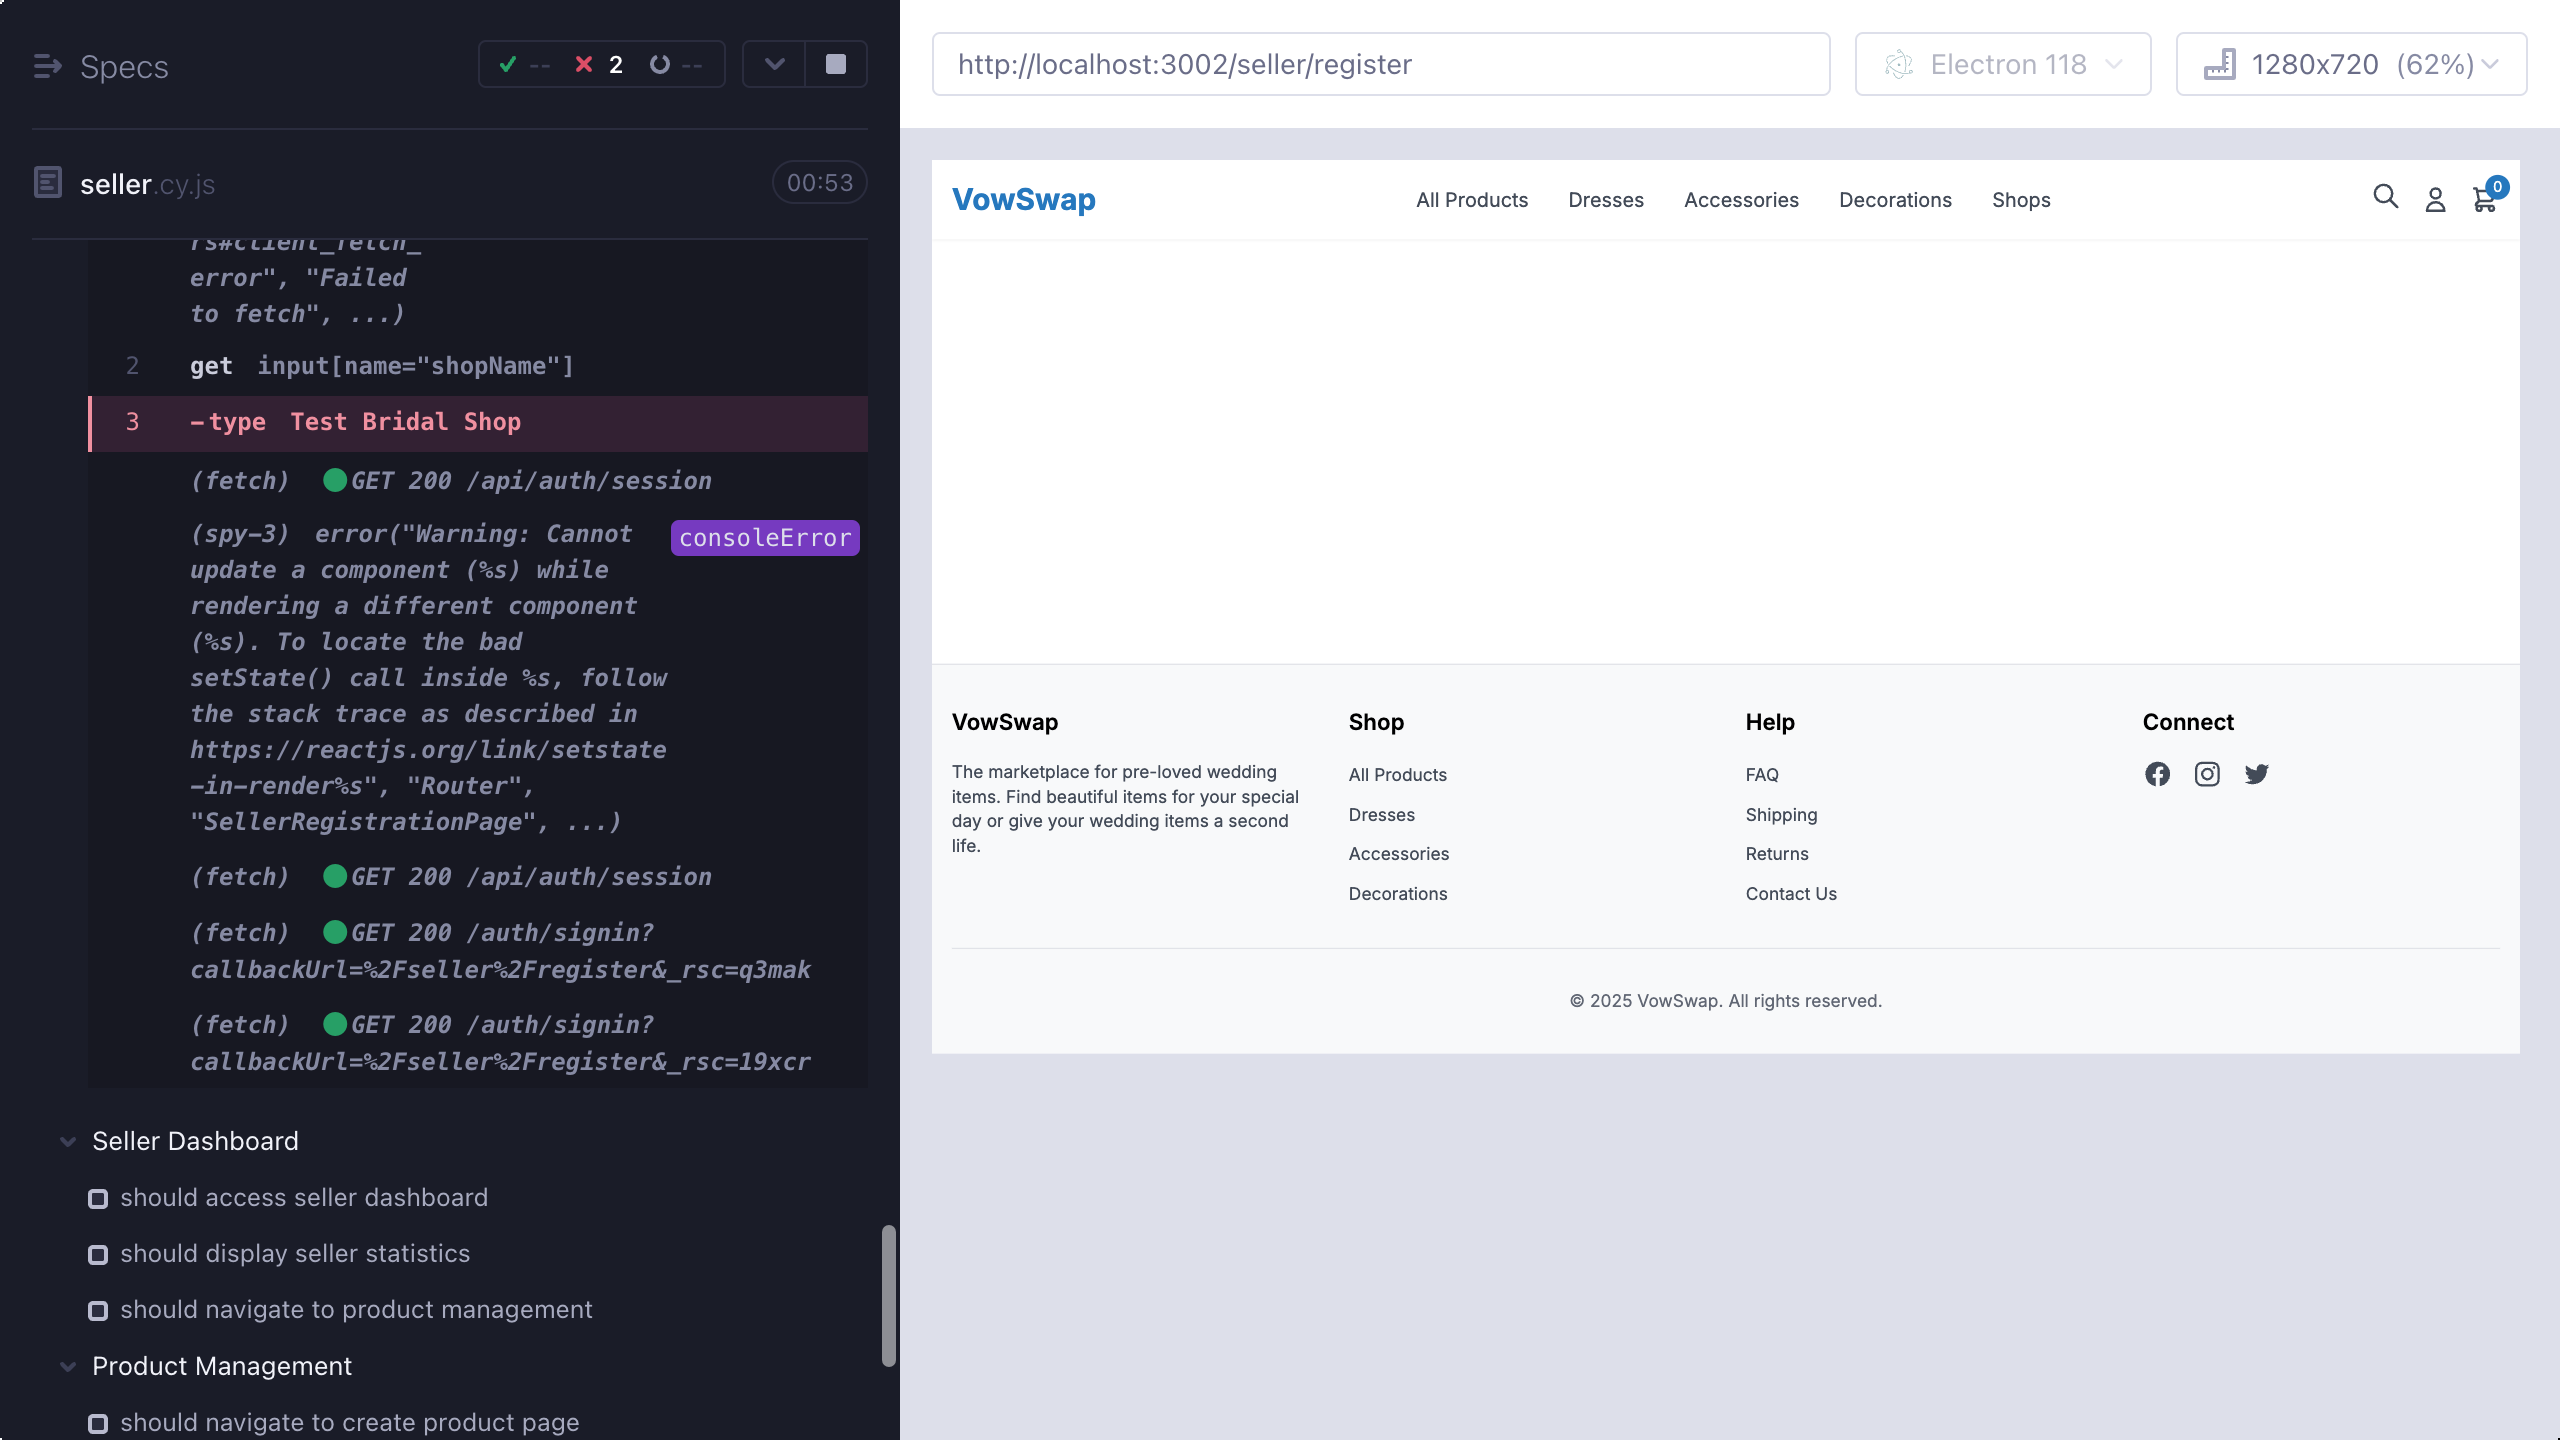 Specs
-- 2 --
seller.cy.js
00:53
rs#client_fetch_
error", "Failed
to fetch", ...)
2 get input[name="shopName"]
3 -type Test Bridal Shop
(fetch) GET 200 /api/auth/session
(spy-3) error("Warning: Cannot consoleError
update a component (%s) while
rendering a different component
(%s). To locate the bad
setState() call inside %s, follow
the stack trace as described in
https://reactjs.org/link/setstate
-in-render%s", "Router",
"SellerRegistrationPage", ...)
(fetch) GET 200 /api/auth/session
(fetch) GET 200 /auth/signin?
callbackUrl=%2Fseller%2Fregister&_rsc=q3mak
(fetch) GET 200 /auth/signin?
callbackUrl=%2Fseller%2Fregister&_rsc=19xcr
Seller Dashboard
should access seller dashboard
should display seller statistics
should navigate to product management
Product Management
should navigate to create product page
http://localhost:3002/seller/register
Electron 118
1280x720 (62%)
VowSwap
All Products Dresses Accessories Decorations Shops
0
VowSwap
The marketplace for pre-loved wedding
items. Find beautiful items for your special
day or give your wedding items a second
life.
Shop
All Products
Dresses
Accessories
Decorations
Help
FAQ
Shipping
Returns
Contact Us
Connect
© 2025 VowSwap. All rights reserved.